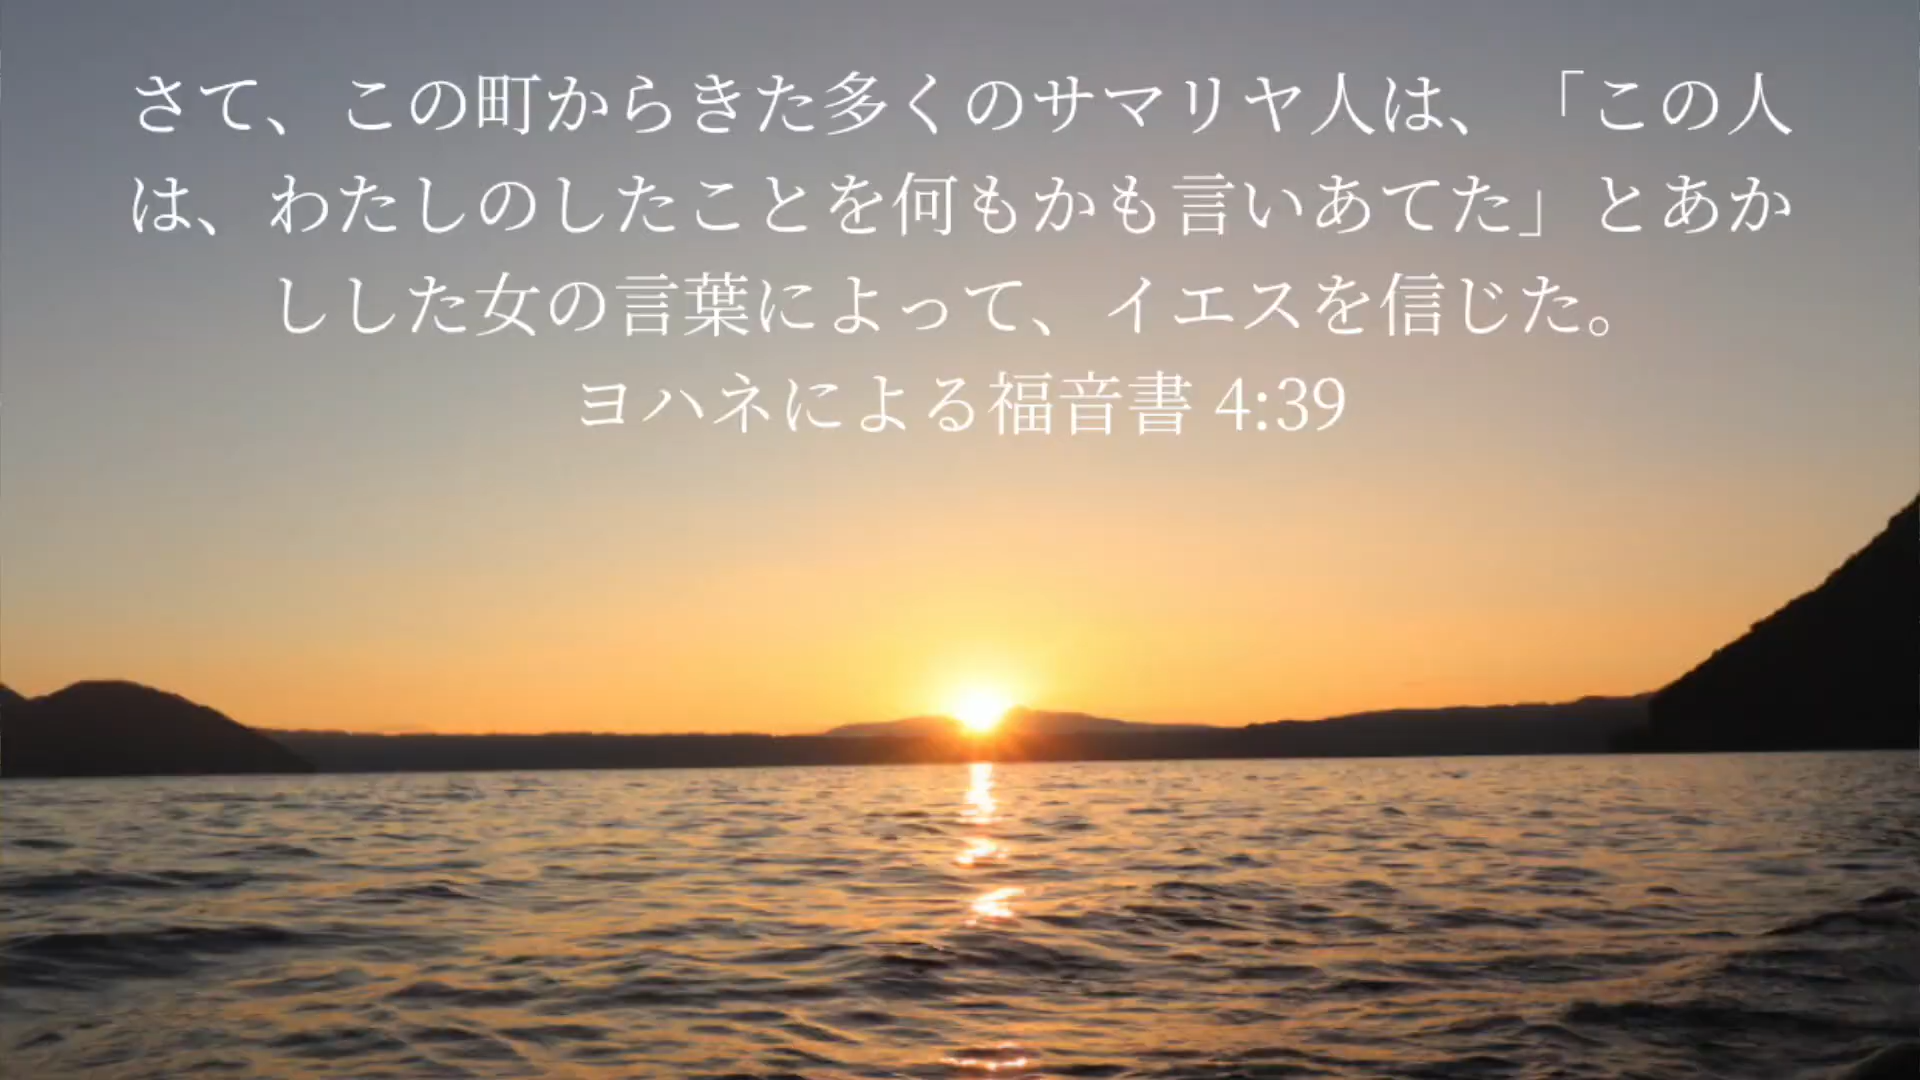 さて、この町からきた多くのサマリヤ人は、「この人
は、わたしのしたことを何もかも言いあてた」とあか
しした女の言葉によって、イエスを信じた。
ヨハネによる福音書 4:39